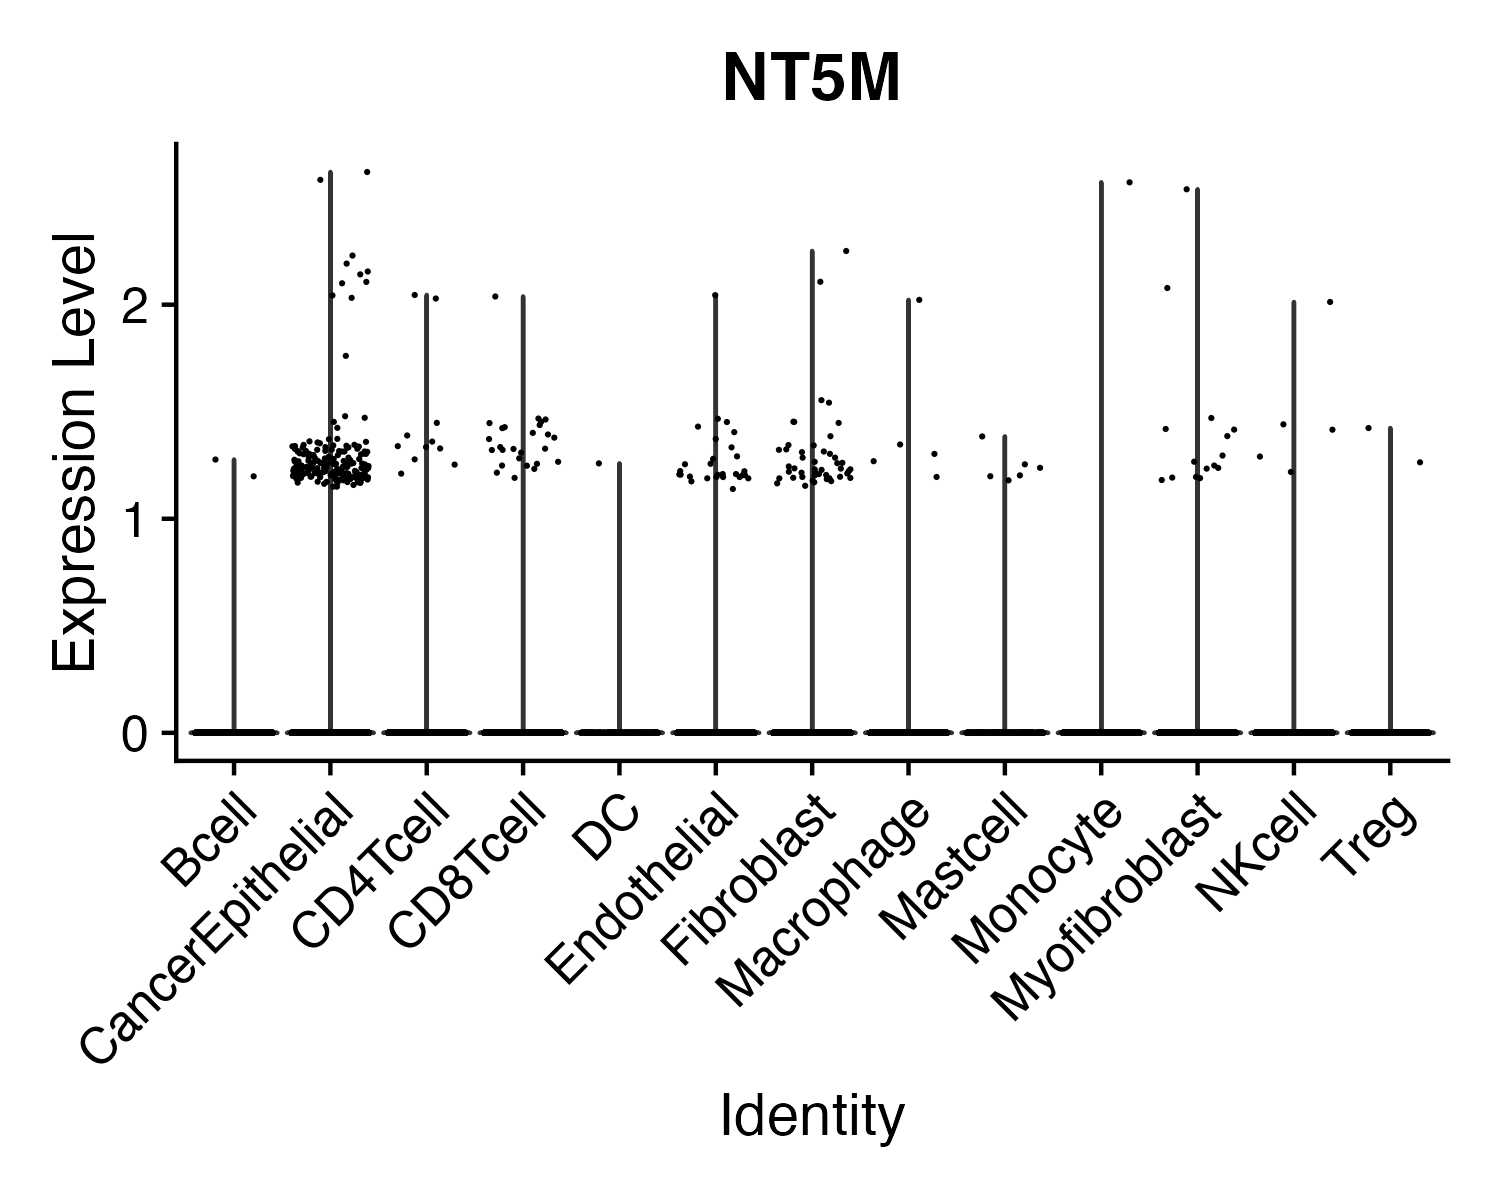 NT5M
Expression Level
2
1
0
Bcell
CancerEpithelial
CD4Tcell
CD8Tcell
DC
Endothelial
Fibroblast
Macrophage
Mastcell
Monocyte
Myofibroblast
NKcell
Treg
Identity